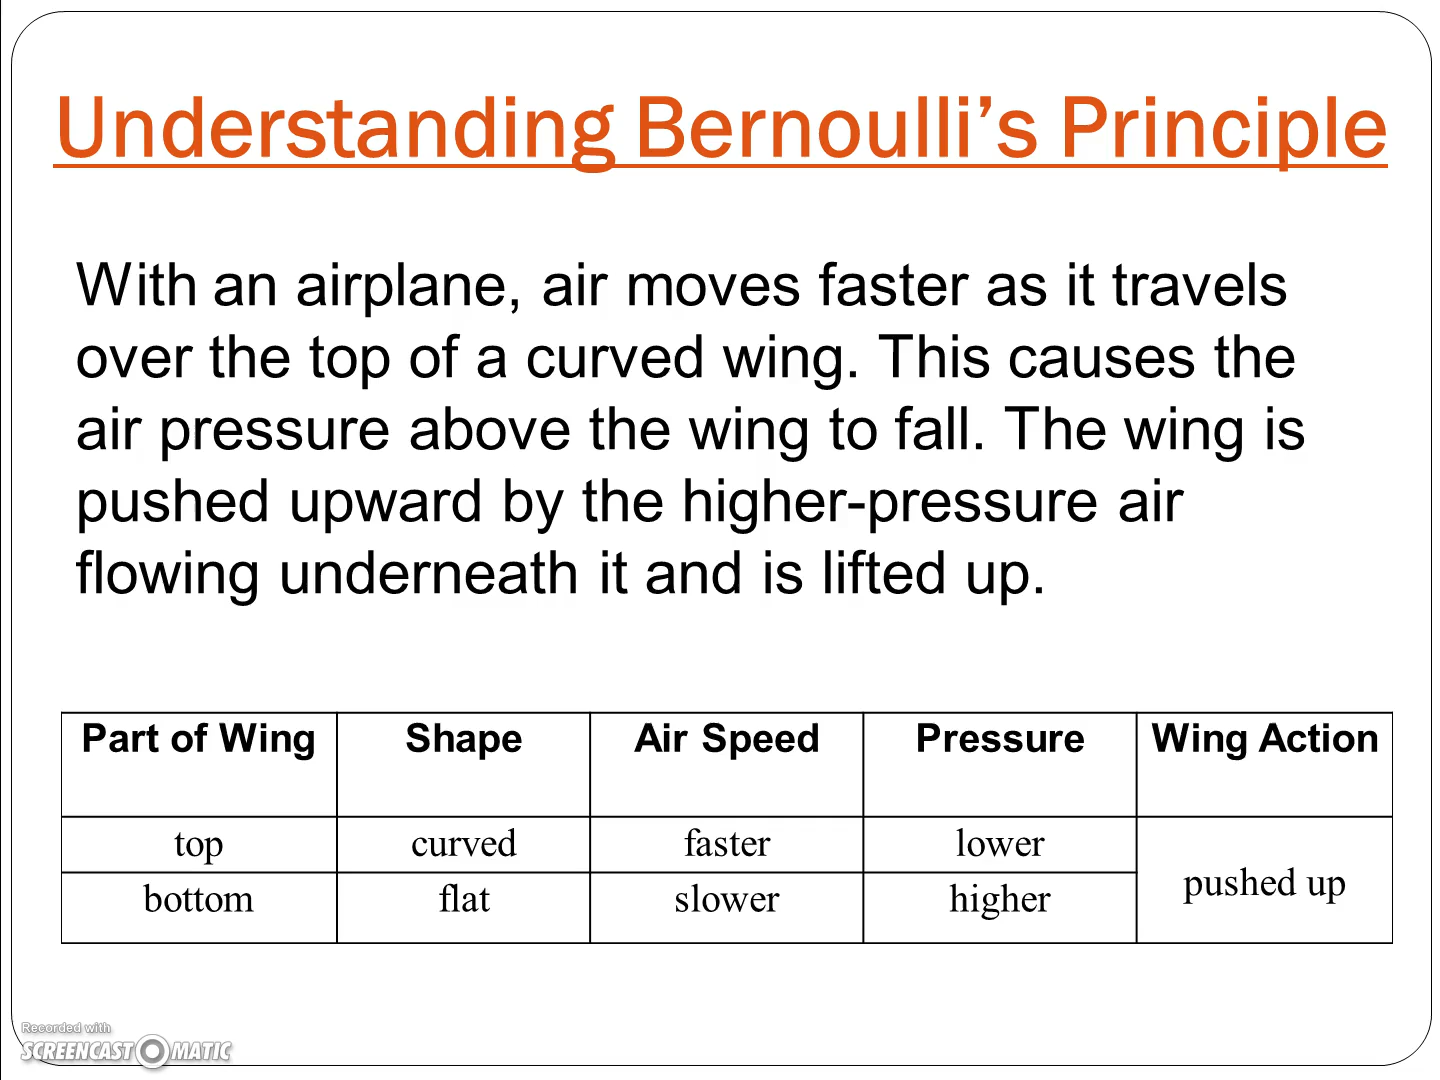 Understanding Bernoulli’s Principle
With an airplane, air moves faster as it travels
over the top of a curved wing. This causes the
air pressure above the wing to fall. The wing is
pushed upward by the higher-pressure air
flowing underneath it and is lifted up.
Part of Wing Shape Air Speed Pressure Wing Action
top curved faster lower
pushed up
bottom flat slower higher
Recorded with
SCREENCAST MATIC